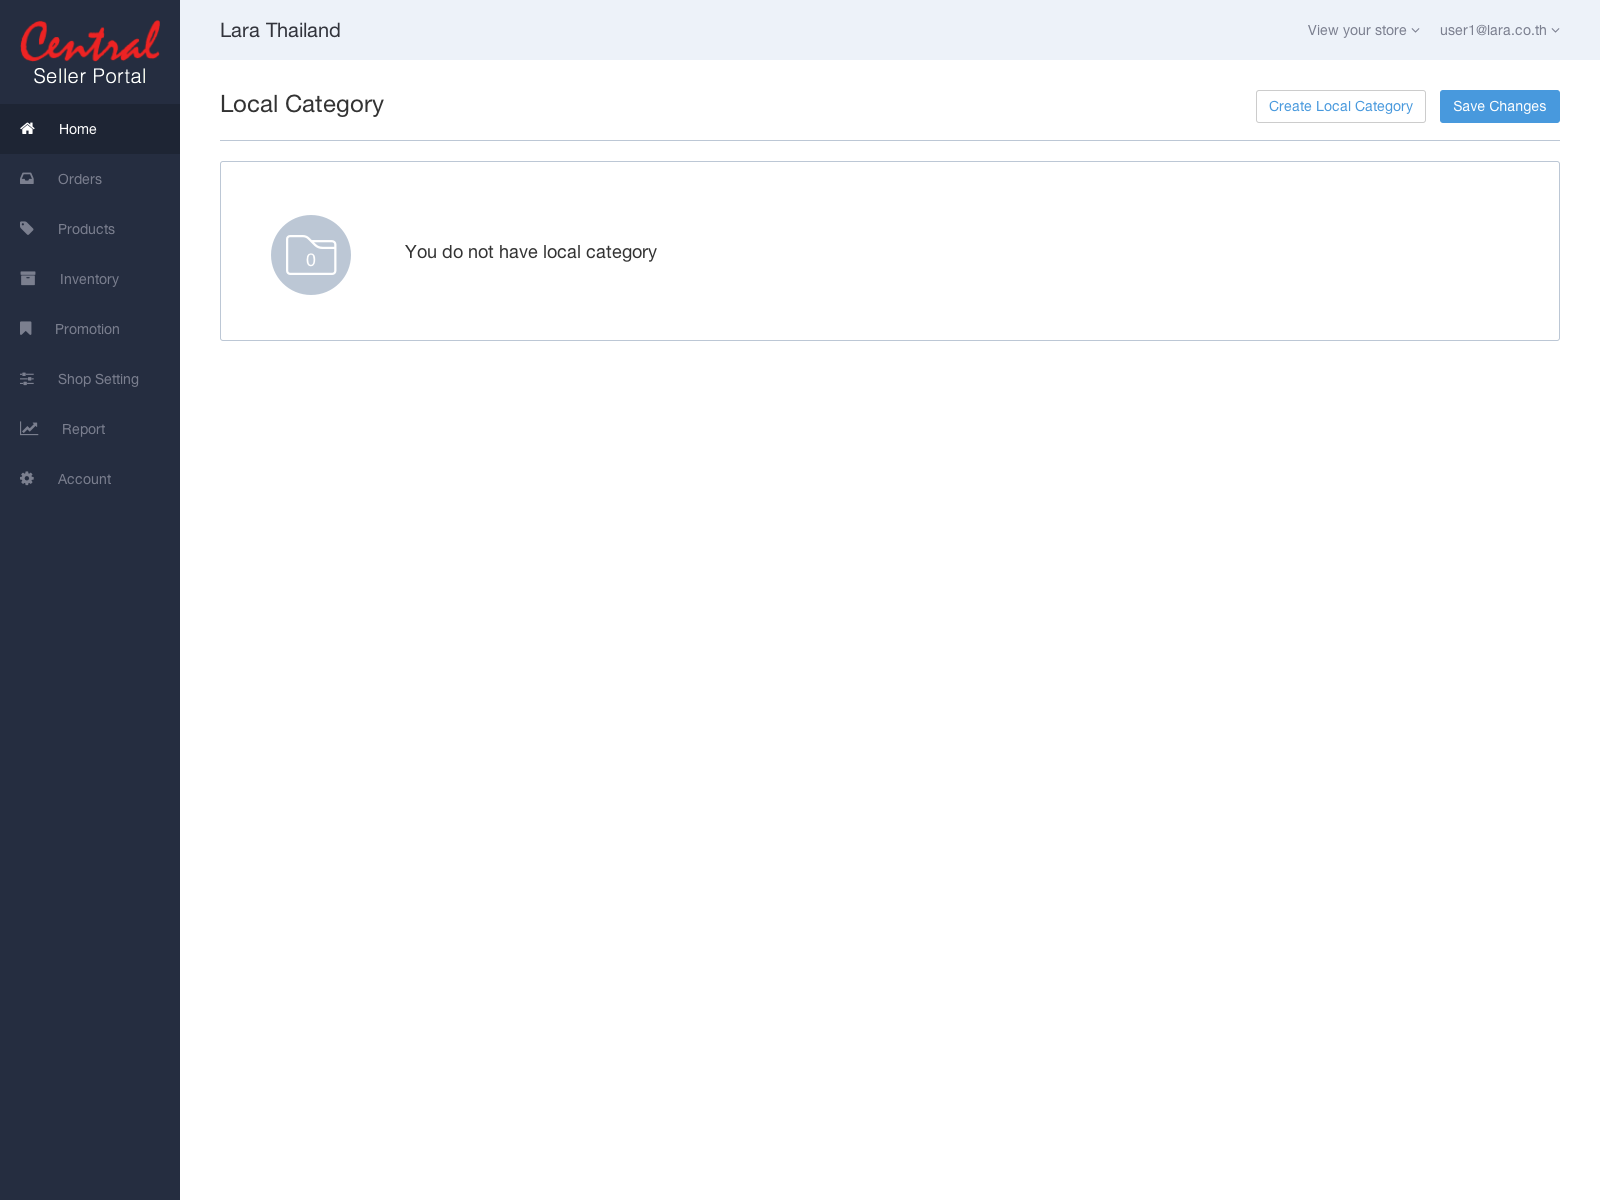 Central
Seller Portal
Home
Orders
Products
Inventory
Promotion
Shop Setting
Report
Account
Lara Thailand
View your store
user1@lara.co.th
Local Category
Create Local Category
Save Changes
0
You do not have local category